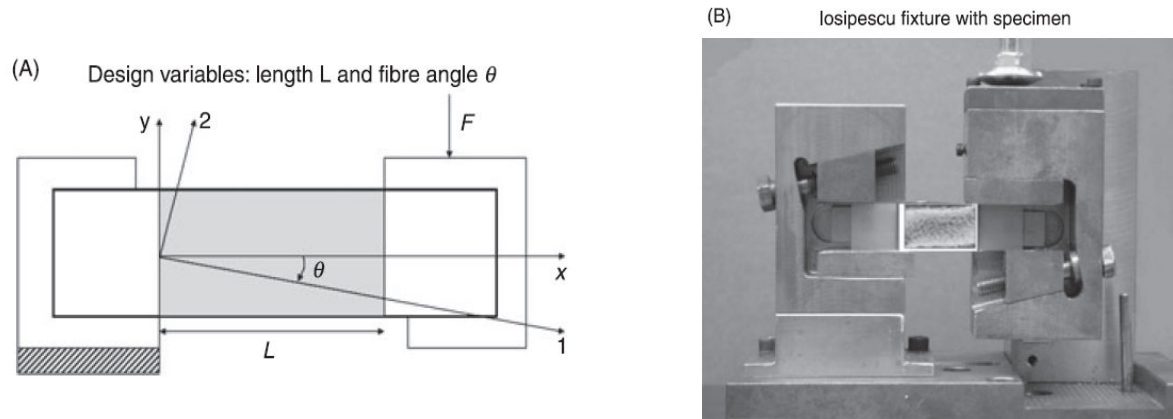 (A)
Design variables: length L and fibre angle θ
y
2
F
θ
x
L
1
(B)
Iosipescu fixture with specimen